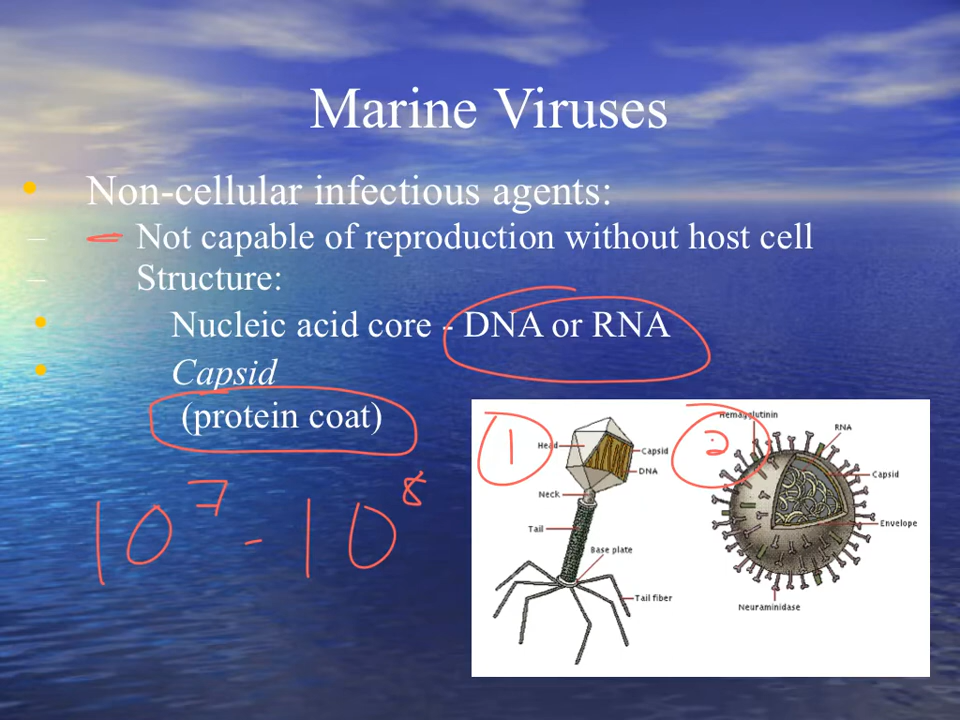 Marine Viruses
• Non-cellular infectious agents:
– Not capable of reproduction without host cell
– Structure:
• Nucleic acid core - DNA or RNA
• Capsid
(protein coat)
10⁷ - 10⁸
1
Head
Capsid
DNA
Neck
Tail
Base plate
Tail fiber
2
Hemagglutinin
RNA
Capsid
Envelope
Neuraminidase